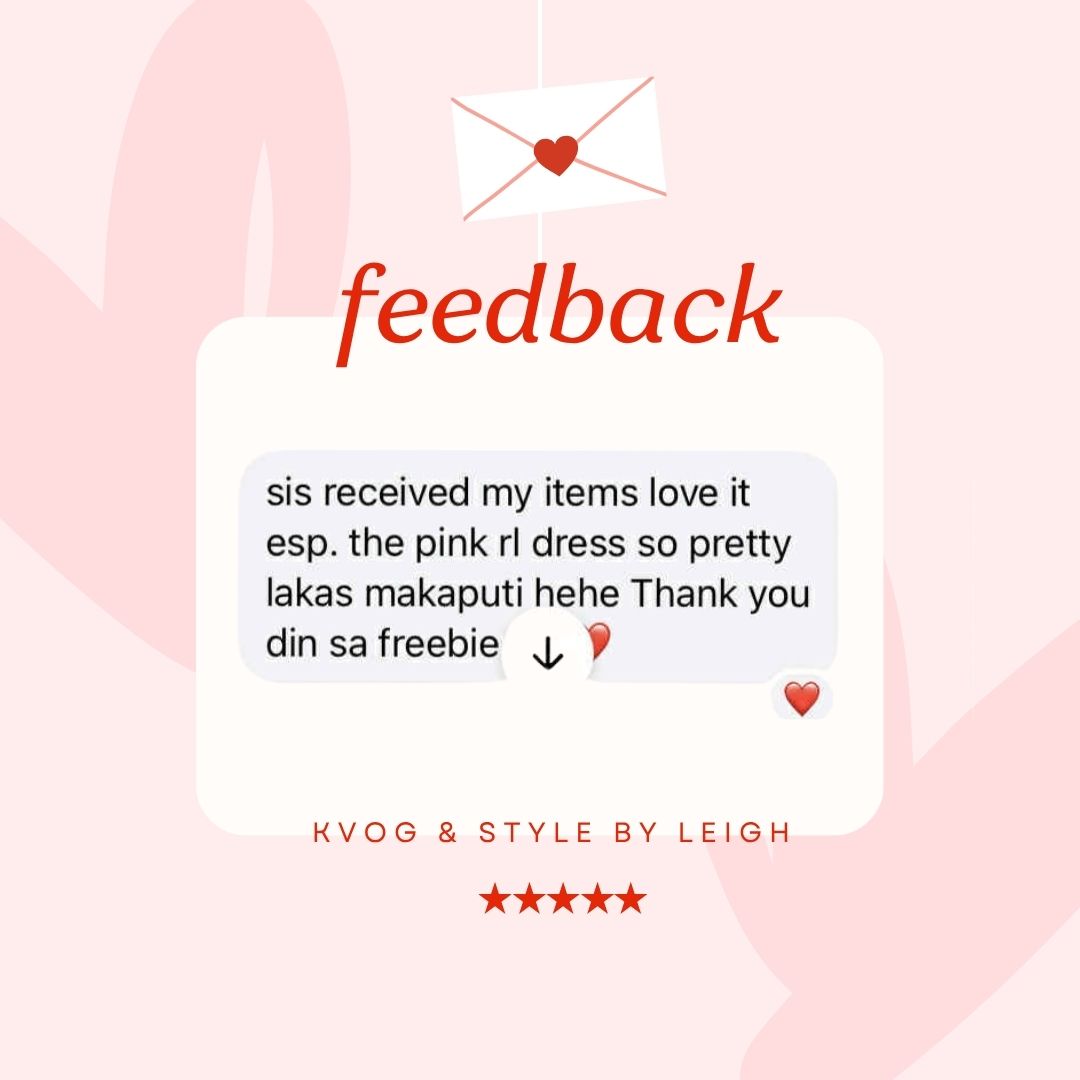 feedback
sis received my items love it
esp. the pink rl dress so pretty
lakas makaputi hehe Thank you
din sa freebie ❤️
❤️
KVOG & STYLE BY LEIGH
★★★★★